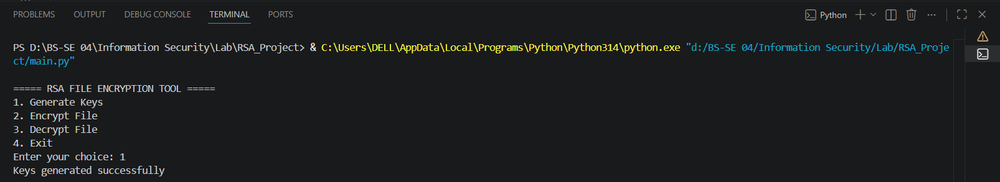 PROBLEMS OUTPUT DEBUG CONSOLE TERMINAL PORTS Python
PS D:\BS-SE 04\Information Security\Lab\RSA_Project> & C:\Users\DELL\AppData\Local\Programs\Python\Python314\python.exe "d:/BS-SE 04/Information Security/Lab/RSA_Proje
ct/main.py"
===== RSA FILE ENCRYPTION TOOL =====
1. Generate Keys
2. Encrypt File
3. Decrypt File
4. Exit
Enter your choice: 1
Keys generated successfully